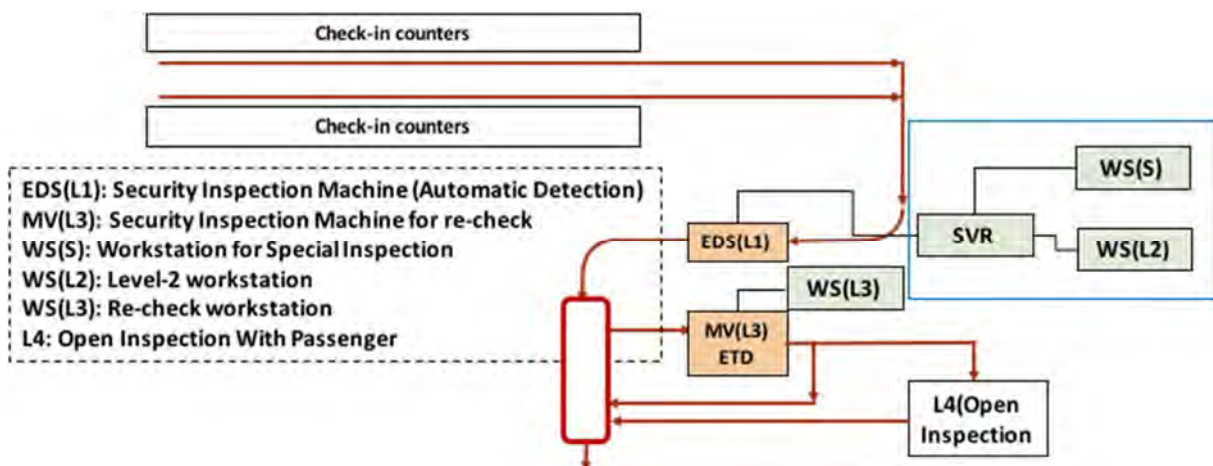 Check-in counters
Check-in counters
EDS(L1): Security Inspection Machine (Automatic Detection)
MV(L3): Security Inspection Machine for re-check
WS(S): Workstation for Special Inspection
WS(L2): Level-2 workstation
WS(L3): Re-check workstation
L4: Open Inspection With Passenger
WS(S)
EDS(L1)
SVR
WS(L2)
WS(L3)
MV(L3)
ETD
L4(Open
Inspection